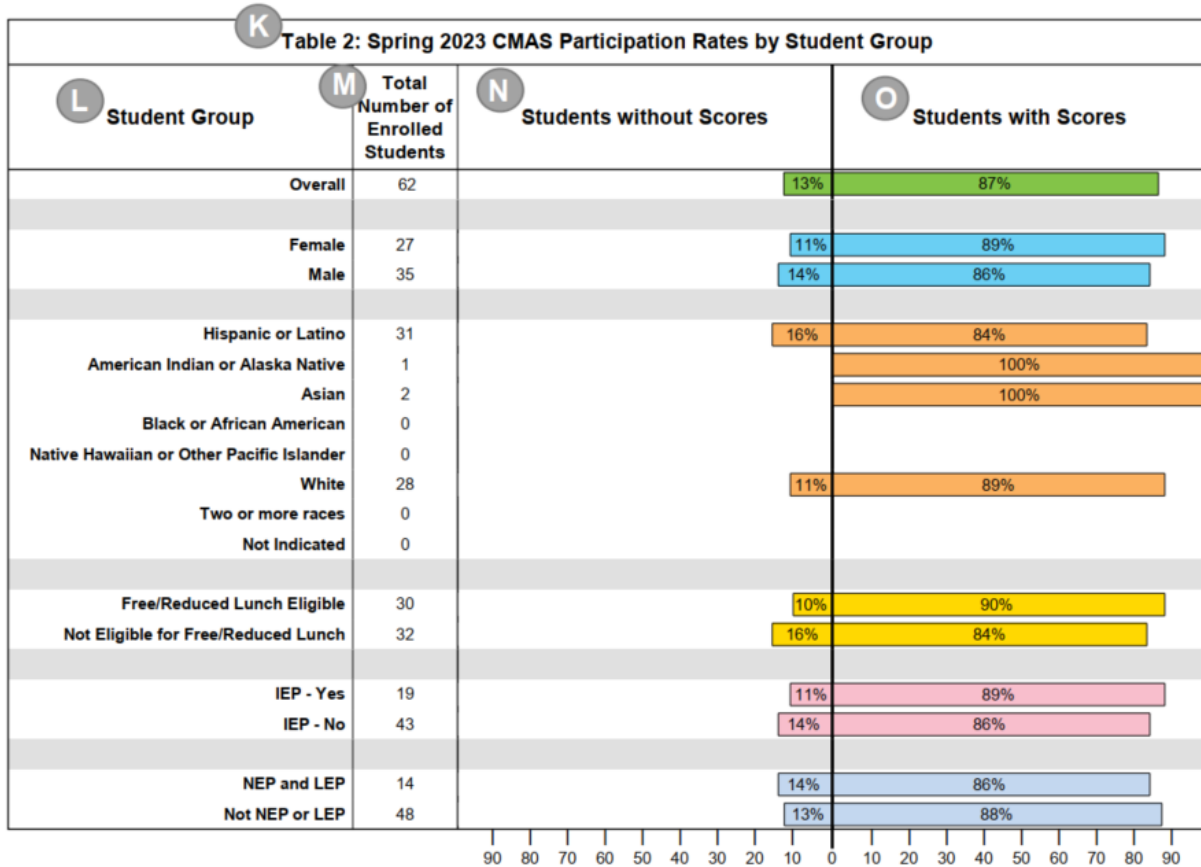 K
Table 2: Spring 2023 CMAS Participation Rates by Student Group
L
Student Group
M
Total
Number of
Enrolled
Students
N
Students without Scores
O
Students with Scores
Overall 62 13% 87%
Female 27 11% 89%
Male 35 14% 86%
Hispanic or Latino 31 16% 84%
American Indian or Alaska Native 1 100%
Asian 2 100%
Black or African American 0
Native Hawaiian or Other Pacific Islander 0
White 28 11% 89%
Two or more races 0
Not Indicated 0
Free/Reduced Lunch Eligible 30 10% 90%
Not Eligible for Free/Reduced Lunch 32 16% 84%
IEP - Yes 19 11% 89%
IEP - No 43 14% 86%
NEP and LEP 14 14% 86%
Not NEP or LEP 48 13% 88%
90 80 70 60 50 40 30 20 10 0 10 20 30 40 50 60 70 80 90